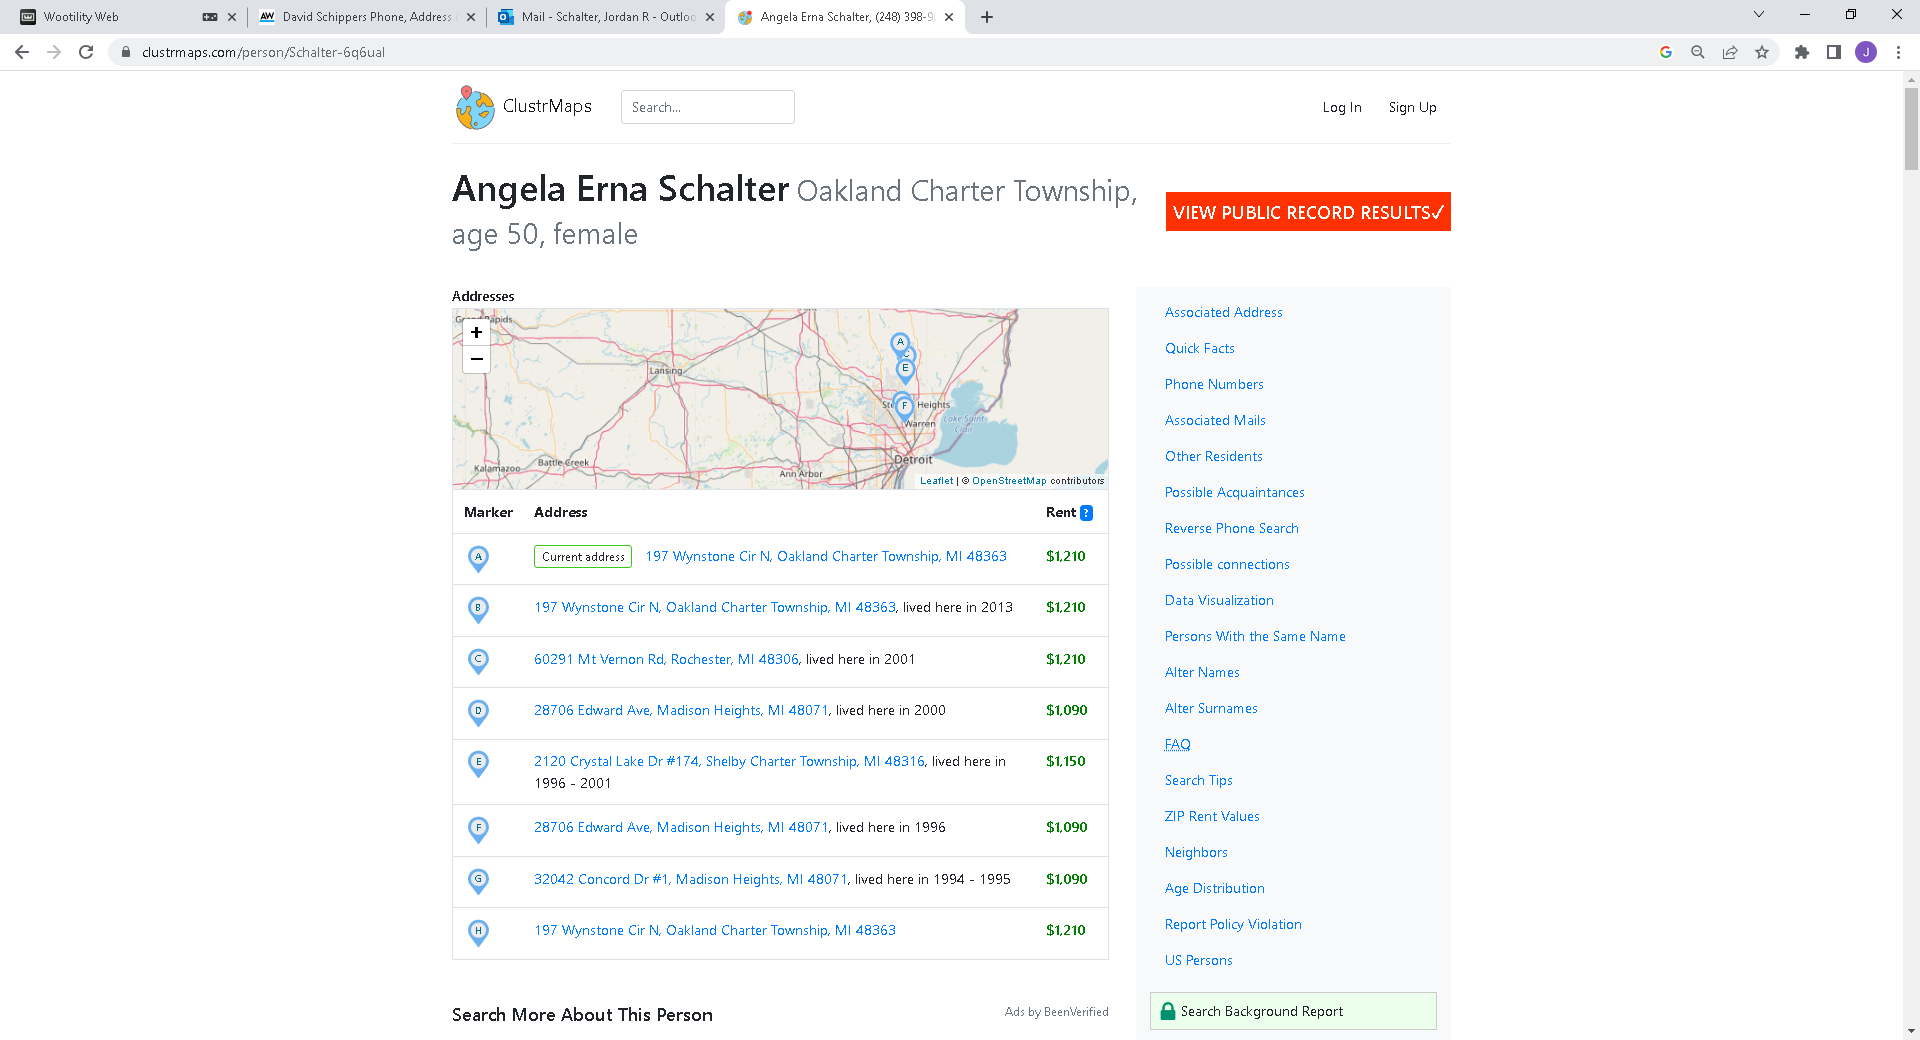 Wootility Web
David Schippers Phone, Address
Mail - Schalter, Jordan R - Outloo
Angela Erna Schalter, (248) 398-9
clustrmaps.com/person/Schalter-6q6ual
J
ClustrMaps
Search...
Log In
Sign Up
Angela Erna Schalter Oakland Charter Township,
age 50, female
VIEW PUBLIC RECORD RESULTS✓
Addresses
+
−
Lansing
Kalamazoo
Battle Creek
Ann Arbor
Heights
Warren
Lake Saint
Clair
Detroit
A
C
E
F
Leaflet | © OpenStreetMap contributors
Marker Address Rent ?
A Current address 197 Wynstone Cir N, Oakland Charter Township, MI 48363 $1,210
B 197 Wynstone Cir N, Oakland Charter Township, MI 48363, lived here in 2013 $1,210
C 60291 Mt Vernon Rd, Rochester, MI 48306, lived here in 2001 $1,210
D 28706 Edward Ave, Madison Heights, MI 48071, lived here in 2000 $1,090
E 2120 Crystal Lake Dr #174, Shelby Charter Township, MI 48316, lived here in $1,150
1996 - 2001
F 28706 Edward Ave, Madison Heights, MI 48071, lived here in 1996 $1,090
G 32042 Concord Dr #1, Madison Heights, MI 48071, lived here in 1994 - 1995 $1,090
H 197 Wynstone Cir N, Oakland Charter Township, MI 48363 $1,210
Search More About This Person
Ads by BeenVerified
Associated Address
Quick Facts
Phone Numbers
Associated Mails
Other Residents
Possible Acquaintances
Reverse Phone Search
Possible connections
Data Visualization
Persons With the Same Name
Alter Names
Alter Surnames
FAQ
Search Tips
ZIP Rent Values
Neighbors
Age Distribution
Report Policy Violation
US Persons
Search Background Report